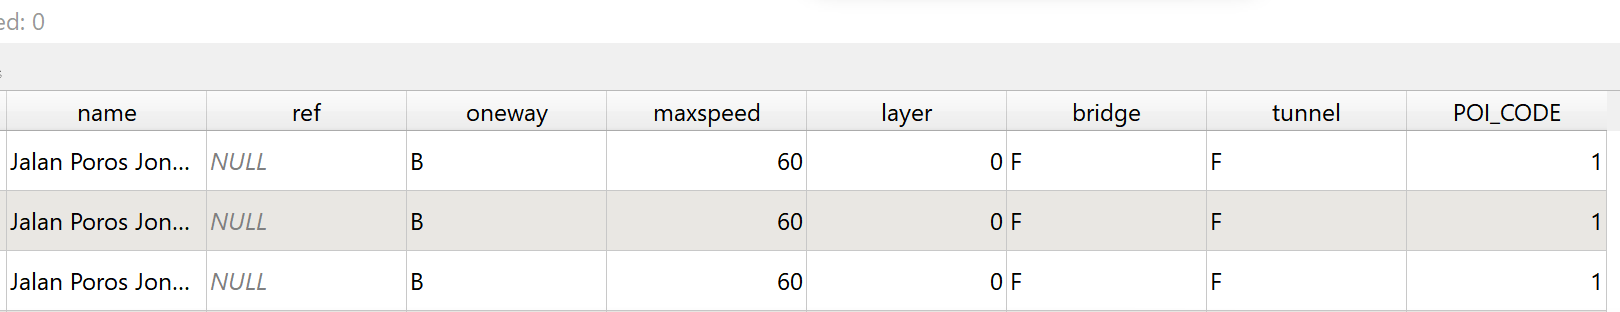 ed: 0
name ref oneway maxspeed layer bridge tunnel POI_CODE
Jalan Poros Jon... NULL B 60 0 F F 1
Jalan Poros Jon... NULL B 60 0 F F 1
Jalan Poros Jon... NULL B 60 0 F F 1